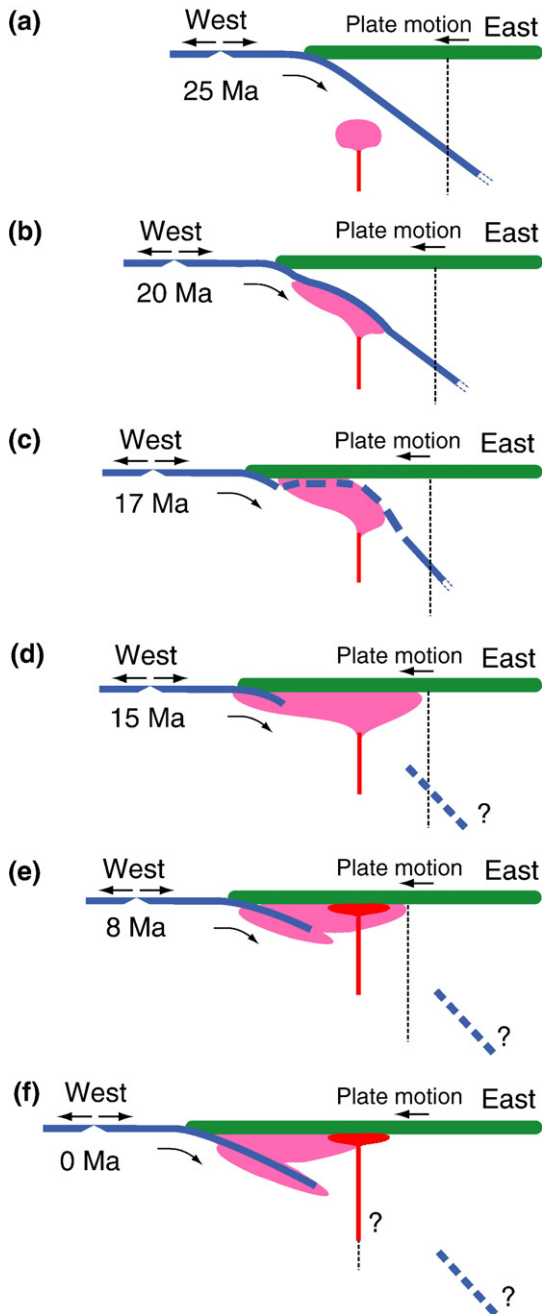 (a)
West
Plate motion
East
25 Ma
(b)
West
Plate motion
East
20 Ma
(c)
West
Plate motion
East
17 Ma
(d)
West
Plate motion
East
15 Ma
?
(e)
West
Plate motion
East
8 Ma
?
(f)
West
Plate motion
East
0 Ma
?
?